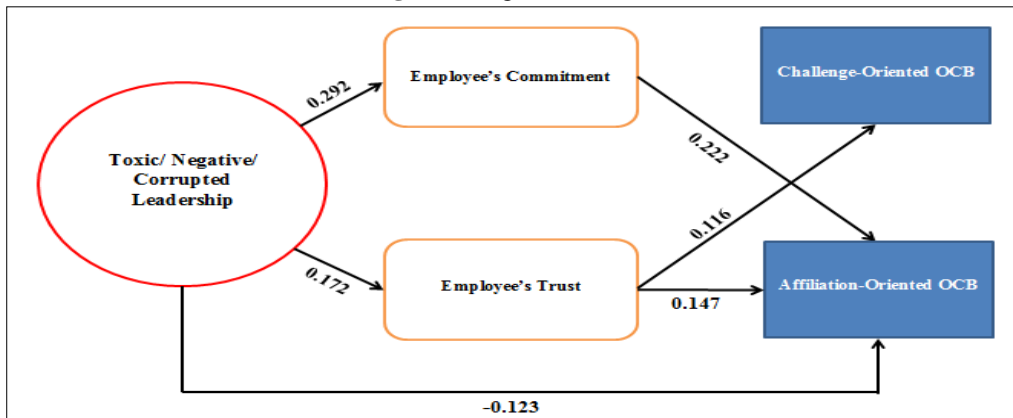 Employee's Commitment
Challenge-Oriented OCB
0.292
0.222
Toxic/ Negative/
Corrupted
Leadership
0.116
0.172
Employee's Trust
0.147
Affiliation-Oriented OCB
-0.123